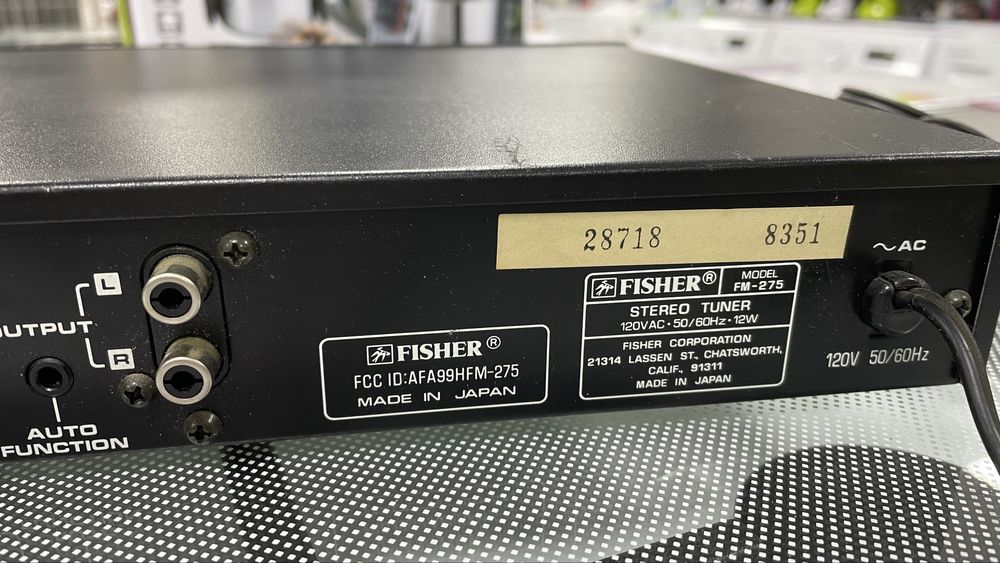 28718 8351
L
OUTPUT
R
AUTO
FUNCTION
FISHER®
FCC ID:AFA99HFM-275
MADE IN JAPAN
FISHER®
MODEL
FM-275
STEREO TUNER
120VAC・50/60Hz・12W
FISHER CORPORATION
21314 LASSEN ST., CHATSWORTH,
CALIF., 91311
MADE IN JAPAN
~AC
120V 50/60Hz